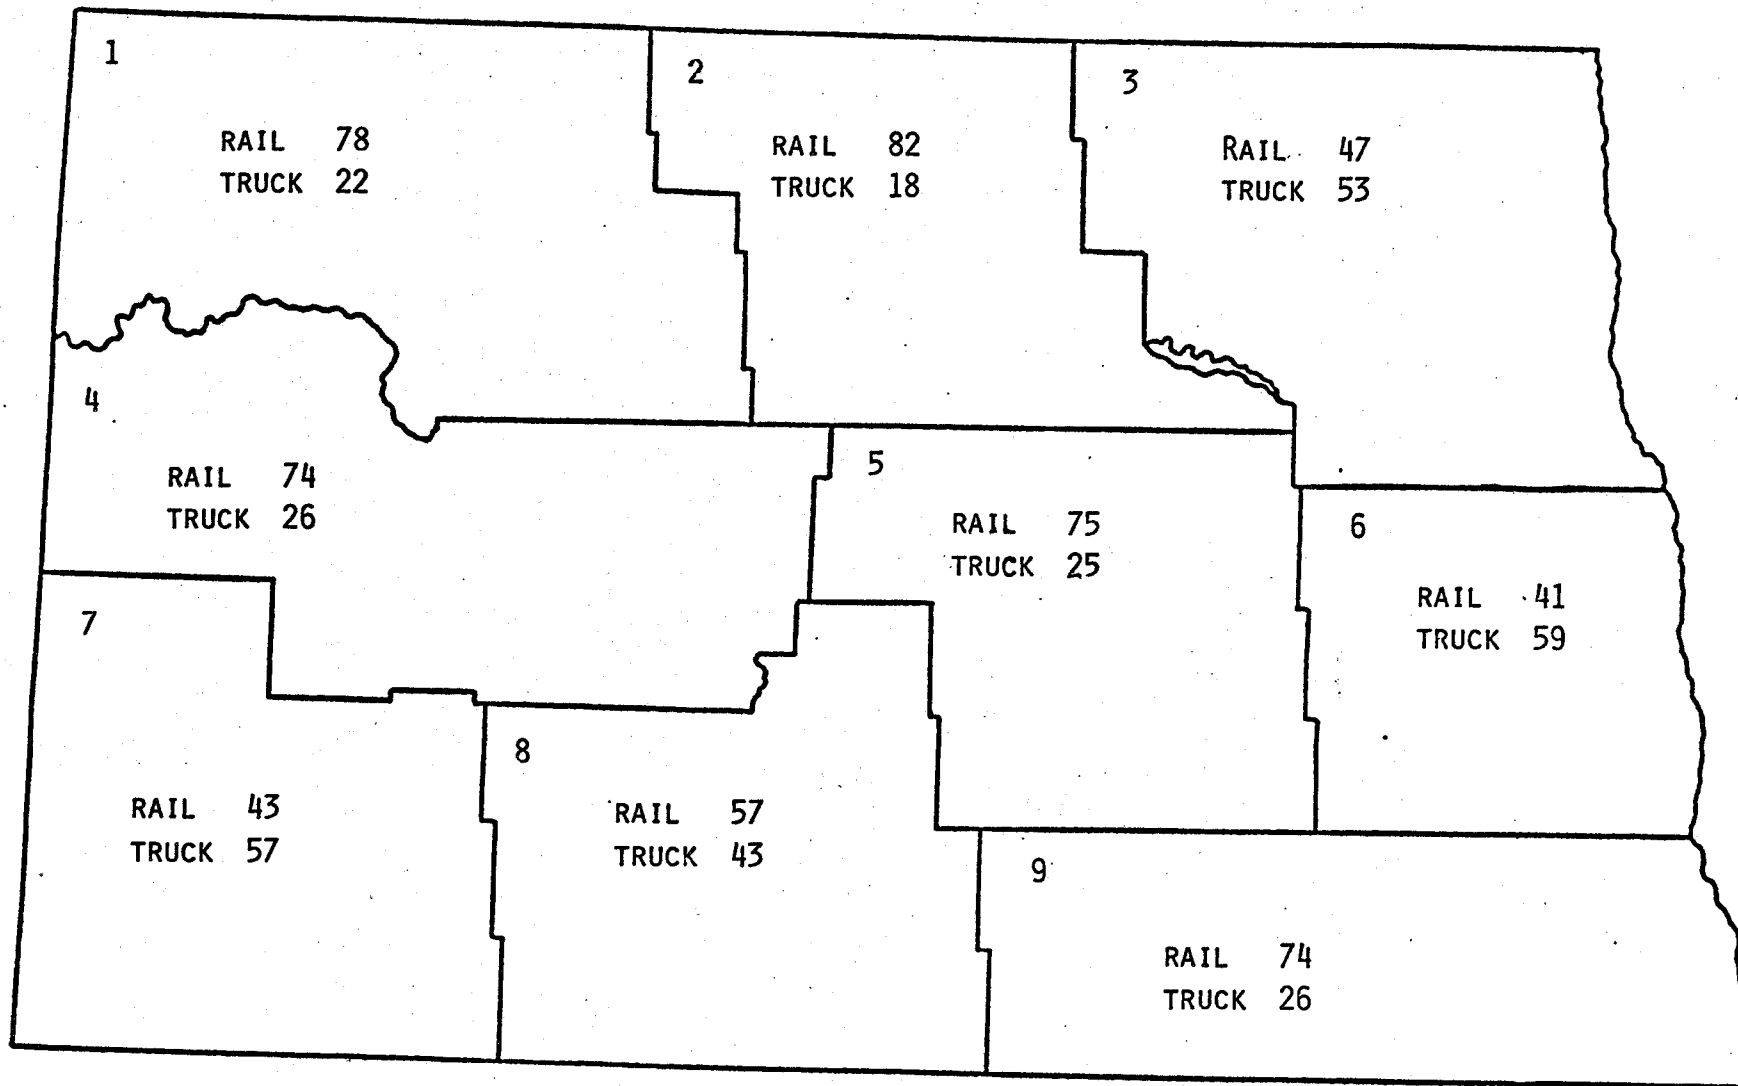 1
RAIL 78
TRUCK 22
2
RAIL 82
TRUCK 18
3
RAIL 47
TRUCK 53
4
RAIL 74
TRUCK 26
5
RAIL 75
TRUCK 25
6
RAIL 41
TRUCK 59
7
RAIL 43
TRUCK 57
8
RAIL 57
TRUCK 43
9
RAIL 74
TRUCK 26